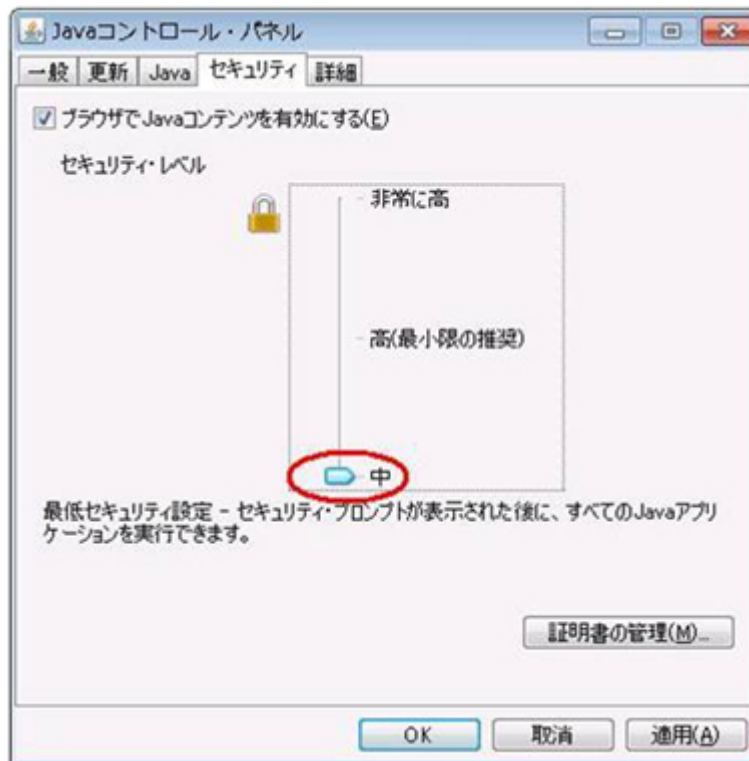 Javaコントロール・パネル
一般 更新 Java セキュリティ 詳細
ブラウザでJavaコンテンツを有効にする(E)
セキュリティ・レベル
非常に高
高(最小限の推奨)
中
最低セキュリティ設定 - セキュリティ・プロンプトが表示された後に、すべてのJavaアプリ
ケーションを実行できます。
証明書の管理(M)...
OK 取消 適用(A)